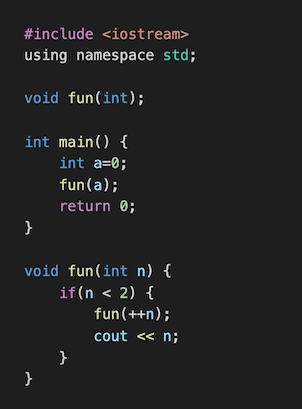 #include <iostream>
using namespace std;

void fun(int);

int main() {
    int a=0;
    fun(a);
    return 0;
}

void fun(int n) {
    if(n < 2) {
        fun(++n);
        cout << n;
    }
}